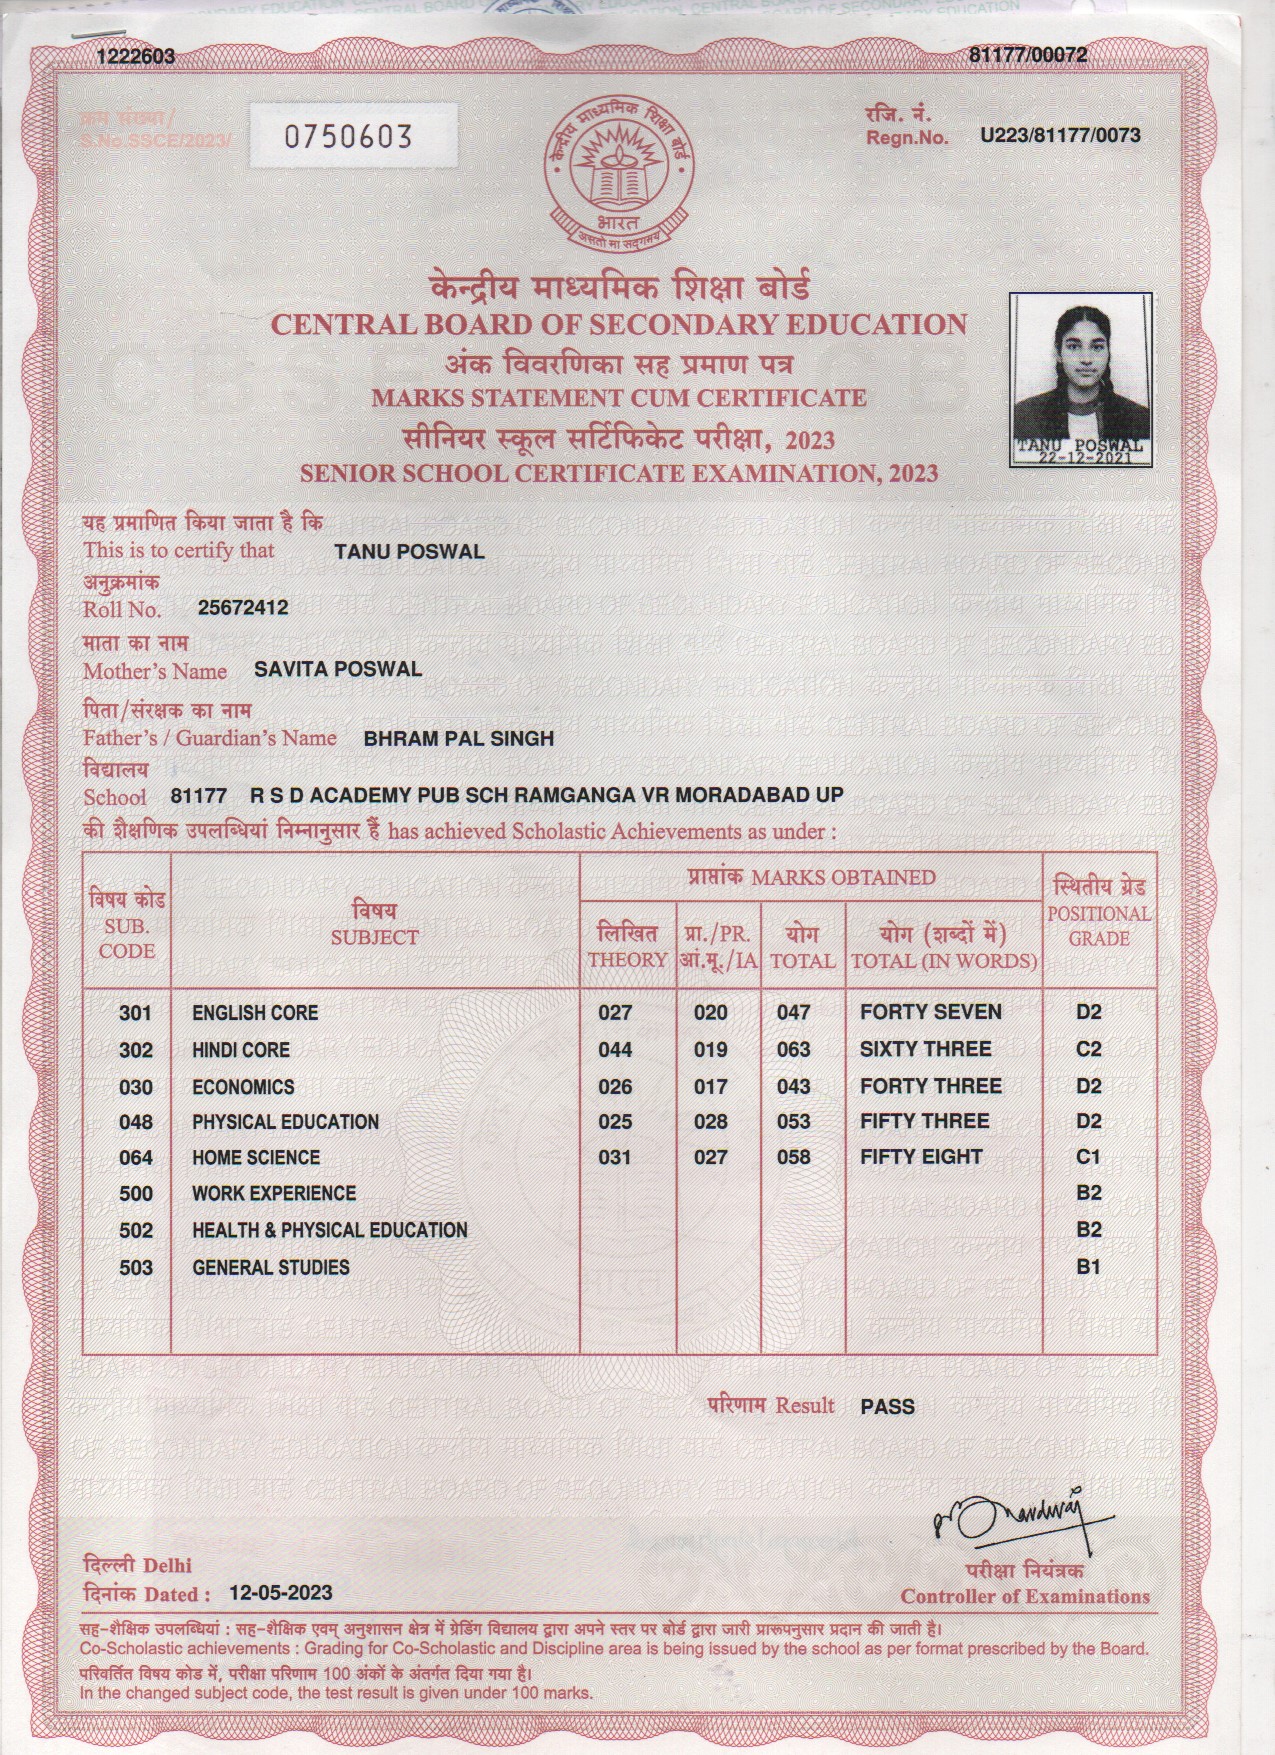 1222603
81177/00072
क्रम संख्या/
S.No.SSCE/2023/
0750603
रजि. नं.
Regn.No. U223/81177/0073
केन्द्रीय माध्यमिक शिक्षा बोर्ड
भारत
असतो मा सद्गमय
केन्द्रीय माध्यमिक शिक्षा बोर्ड
CENTRAL BOARD OF SECONDARY EDUCATION
अंक विवरणिका सह प्रमाण पत्र
MARKS STATEMENT CUM CERTIFICATE
सीनियर स्कूल सर्टिफिकेट परीक्षा, 2023
SENIOR SCHOOL CERTIFICATE EXAMINATION, 2023
TANU POSWAL
22-12-2021
यह प्रमाणित किया जाता है कि
This is to certify that TANU POSWAL
अनुक्रमांक
Roll No. 25672412
माता का नाम
Mother's Name SAVITA POSWAL
पिता/संरक्षक का नाम
Father's / Guardian's Name BHRAM PAL SINGH
विद्यालय
School 81177 R S D ACADEMY PUB SCH RAMGANGA VR MORADABAD UP
की शैक्षणिक उपलब्धियां निम्नानुसार हैं has achieved Scholastic Achievements as under :
विषय कोड
SUB.
CODE
विषय
SUBJECT
प्राप्तांक MARKS OBTAINED
लिखित
THEORY
प्रा./PR.
आं.मू./IA
योग
TOTAL
योग (शब्दों में)
TOTAL (IN WORDS)
स्थितीय ग्रेड
POSITIONAL
GRADE
301 ENGLISH CORE 027 020 047 FORTY SEVEN D2
302 HINDI CORE 044 019 063 SIXTY THREE C2
030 ECONOMICS 026 017 043 FORTY THREE D2
048 PHYSICAL EDUCATION 025 028 053 FIFTY THREE D2
064 HOME SCIENCE 031 027 058 FIFTY EIGHT C1
500 WORK EXPERIENCE B2
502 HEALTH & PHYSICAL EDUCATION B2
503 GENERAL STUDIES B1
परिणाम Result PASS
दिल्ली Delhi
दिनांक Dated : 12-05-2023
परीक्षा नियंत्रक
Controller of Examinations
सह-शैक्षिक उपलब्धियां : सह-शैक्षिक एवम् अनुशासन क्षेत्र में ग्रेडिंग विद्यालय द्वारा अपने स्तर पर बोर्ड द्वारा जारी प्रारूपनुसार प्रदान की जाती है।
Co-Scholastic achievements : Grading for Co-Scholastic and Discipline area is being issued by the school as per format prescribed by the Board.
परिवर्तित विषय कोड में, परीक्षा परिणाम 100 अंकों के अंतर्गत दिया गया है।
In the changed subject code, the test result is given under 100 marks.